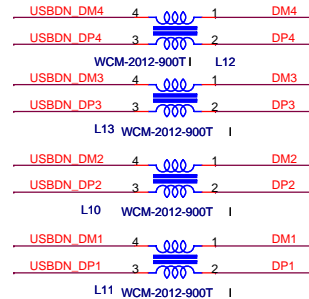 USBDN_DM4 4 1 DM4
USBDN_DP4 3 2 DP4
WCM-2012-900T I L12
USBDN_DM3 4 1 DM3
USBDN_DP3 3 2 DP3
L13 WCM-2012-900T I
USBDN_DM2 4 1 DM2
USBDN_DP2 3 2 DP2
L10 WCM-2012-900T I
USBDN_DM1 4 1 DM1
USBDN_DP1 3 2 DP1
L11 WCM-2012-900T I